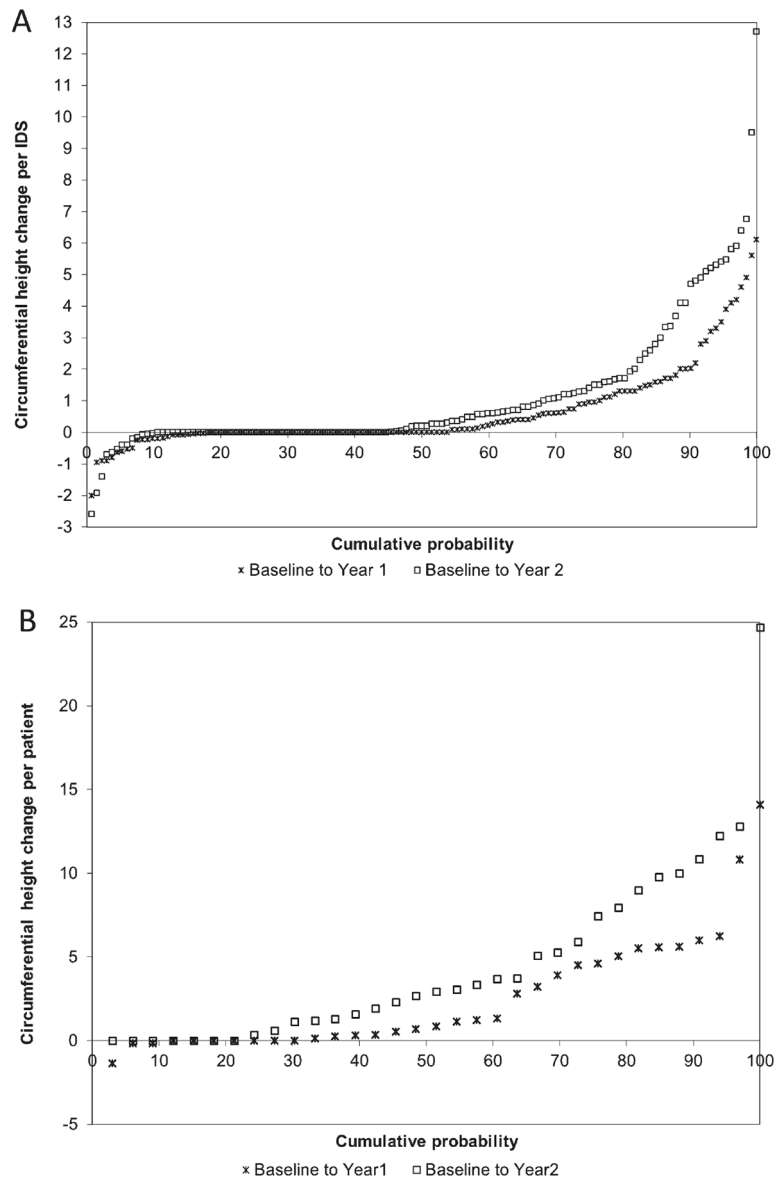 A
13
12
11
10
9
8
7
6
5
4
3
2
1
0
-1
-2
-3
Circumferential height change per IDS
0 10 20 30 40 50 60 70 80 90 100
Cumulative probability
Baseline to Year 1 Baseline to Year 2
B
25
20
15
10
5
0
-5
Circumferential height change per patient
0 10 20 30 40 50 60 70 80 90 100
Cumulative probability
Baseline to Year1 Baseline to Year2